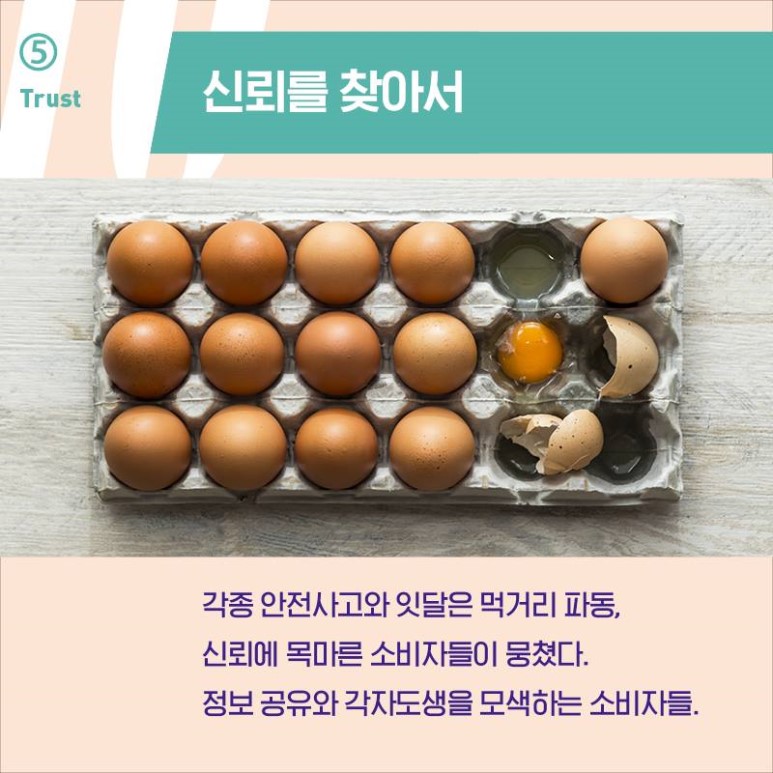 ⑤
Trust
신뢰를 찾아서
각종 안전사고와 잇달은 먹거리 파동,
신뢰에 목마른 소비자들이 뭉쳤다.
정보 공유와 각자도생을 모색하는 소비자들.